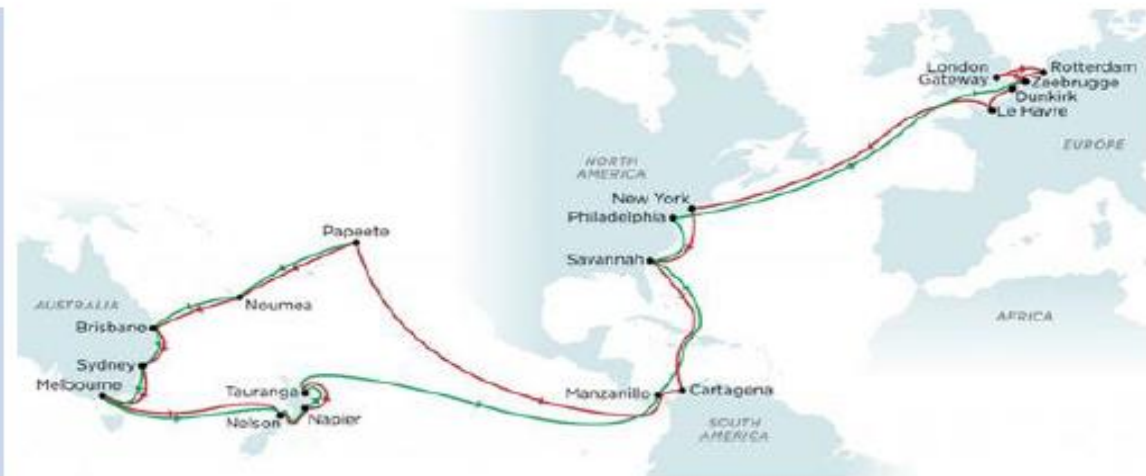 London
Gateway
Rotterdam
Zeebrugge
Dunkirk
Le Havre
EUROPE
NORTH
AMERICA
New York
Philadelphia
Papeete
Savannah
AUSTRALIA
Noumea
AFRICA
Brisbane
Sydney
Melbourne
Tauranga
Manzanillo
Cartagena
Nelson
Napier
SOUTH
AMERICA